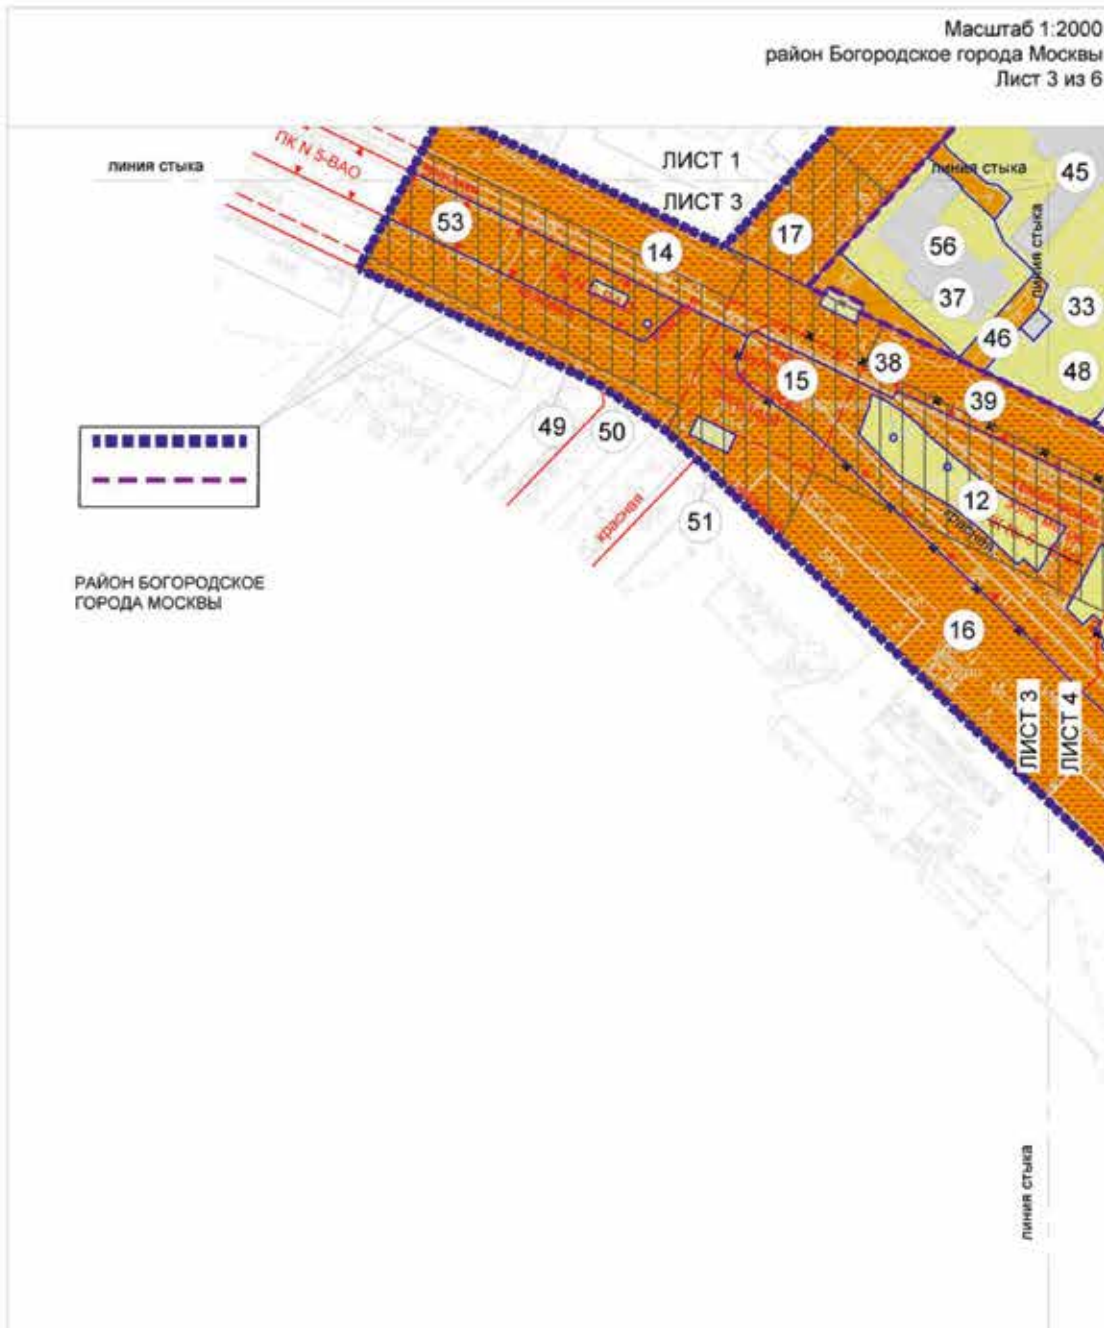 Масштаб 1:2000
район Богородское города Москвы
Лист 3 из 6
ПК N 5-ВАО
линия стыка
ЛИСТ 1
линия стыка
45
ЛИСТ 3
53
17
14
56
линия стыка
37
33
46
38
48
15
39
49
50
12
51
красная
красная
РАЙОН БОГОРОДСКОЕ
ГОРОДА МОСКВЫ
16
ЛИСТ 3
ЛИСТ 4
линия стыка